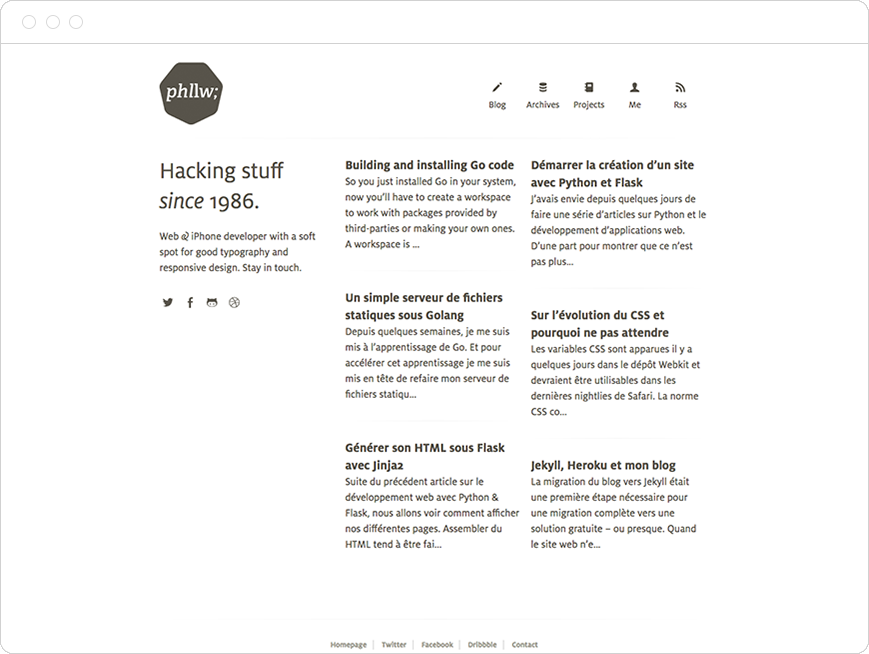 phllw;
Blog
Archives
Projects
Me
Rss
Hacking stuff
since 1986.
Web & iPhone developer with a soft
spot for good typography and
responsive design. Stay in touch.
Building and installing Go code
So you just installed Go in your system,
now you’ll have to create a workspace
to work with packages provided by
third-parties or making your own ones.
A workspace is ...
Un simple serveur de fichiers
statiques sous Golang
Depuis quelques semaines, je me suis
mis à l’apprentissage de Go. Et pour
accélérer cet apprentissage je me suis
mis en tête de refaire mon serveur de
fichiers statiqu...
Générer son HTML sous Flask
avec Jinja2
Suite du précédent article sur le
développement web avec Python &
Flask, nous allons voir comment afficher
nos différentes pages. Assembler du
HTML tend à être fai...
Démarrer la création d’un site
avec Python et Flask
J’avais envie depuis quelques jours de
faire une série d’articles sur Python et le
développement d’applications web.
D’une part pour montrer que ce n’est
pas plus...
Sur l’évolution du CSS et
pourquoi ne pas attendre
Les variables CSS sont apparues il y a
quelques jours dans le dépôt Webkit et
devraient être utilisables dans les
dernières nightlies de Safari. La norme
CSS co...
Jekyll, Heroku et mon blog
La migration du blog vers Jekyll était
une première étape nécessaire pour
une migration complète vers une
solution gratuite – ou presque. Quand
le site web n’e...
Homepage | Twitter | Facebook | Dribbble | Contact